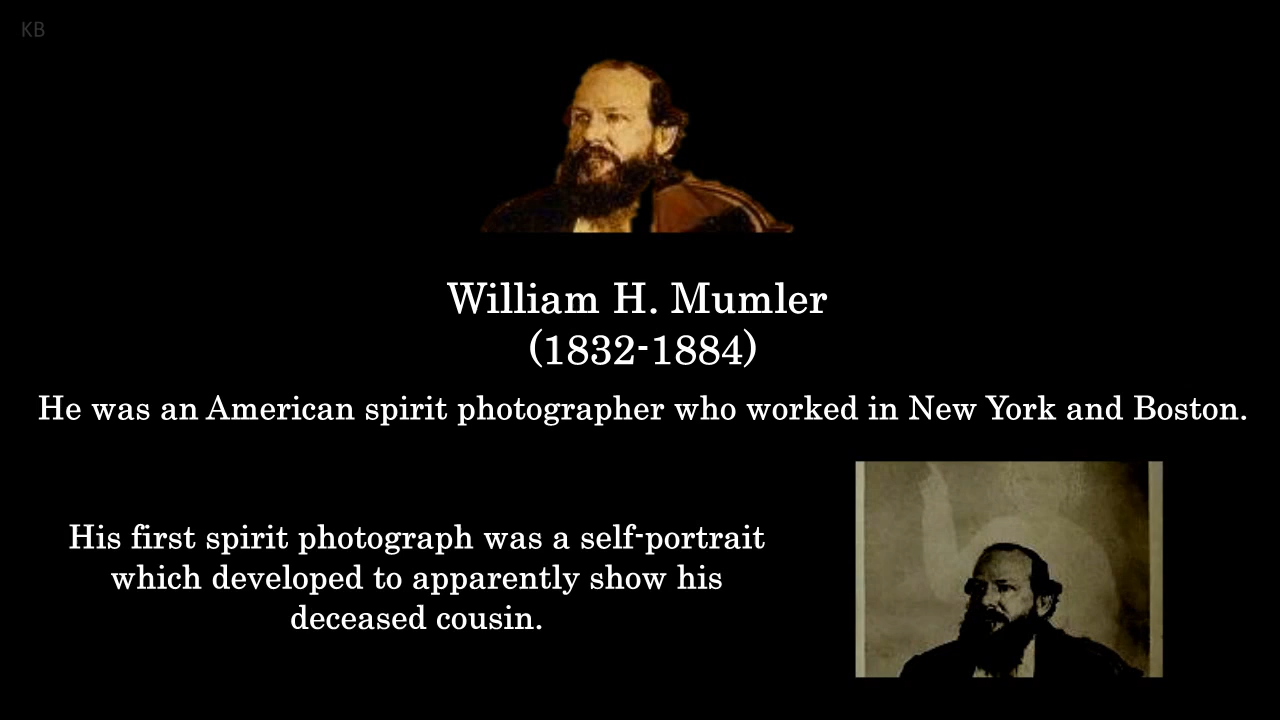 KB
William H. Mumler
(1832-1884)
He was an American spirit photographer who worked in New York and Boston.
His first spirit photograph was a self-portrait
which developed to apparently show his
deceased cousin.